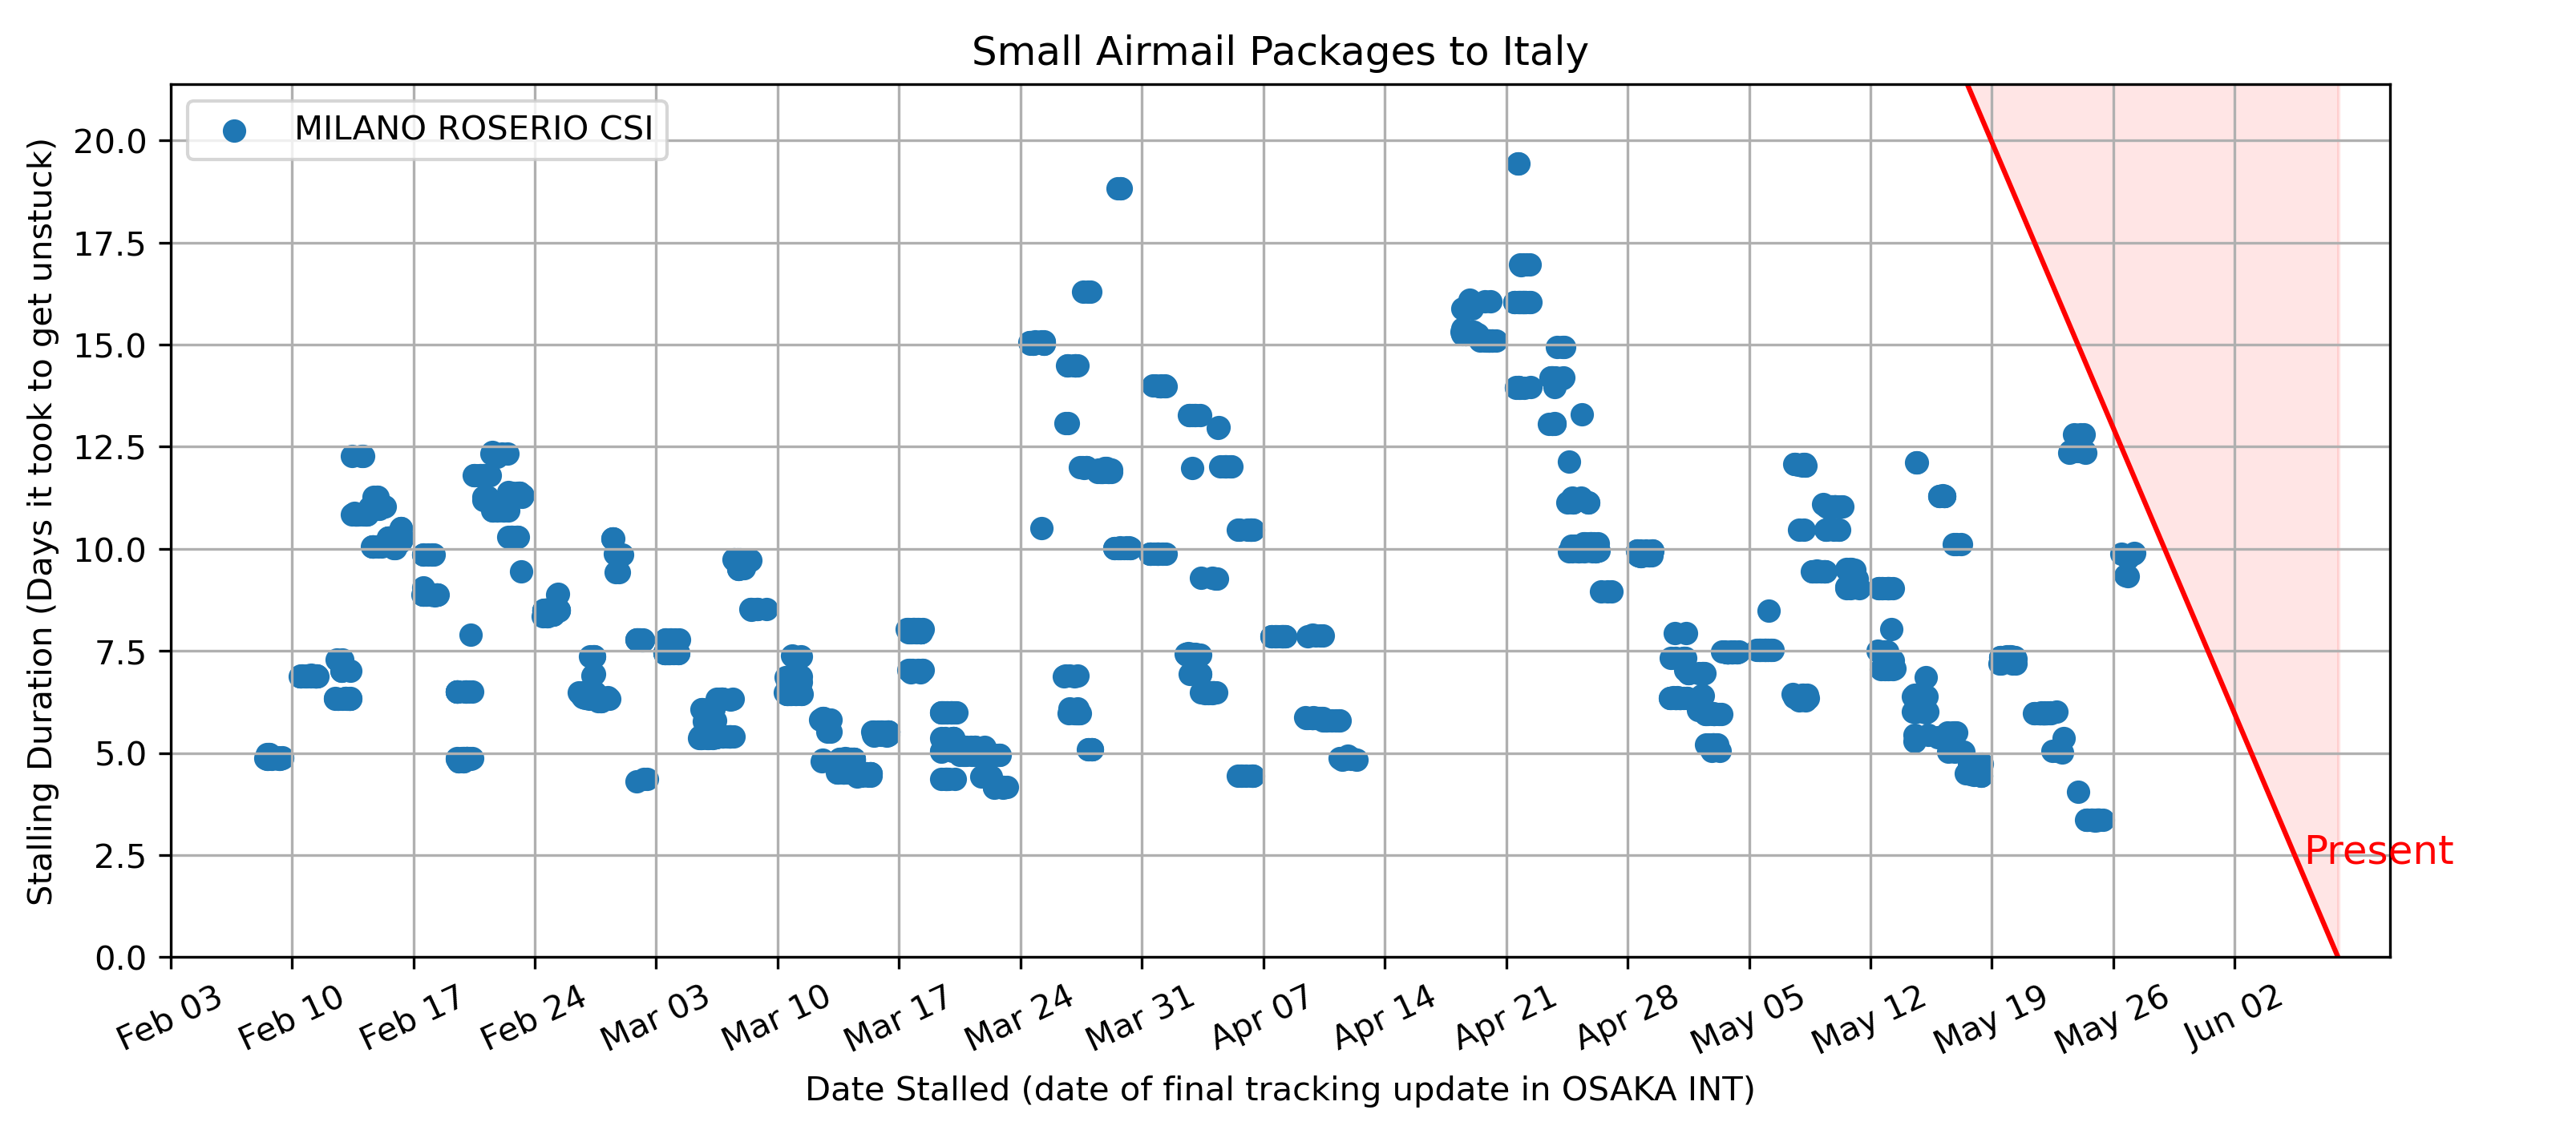 Small Airmail Packages to Italy
MILANO ROSERIO CSI
Stalling Duration (Days it took to get unstuck)
20.0
17.5
15.0
12.5
10.0
7.5
5.0
2.5
0.0
Present
Feb 03 Feb 10 Feb 17 Feb 24 Mar 03 Mar 10 Mar 17 Mar 24 Mar 31 Apr 07 Apr 14 Apr 21 Apr 28 May 05 May 12 May 19 May 26 Jun 02
Date Stalled (date of final tracking update in OSAKA INT)